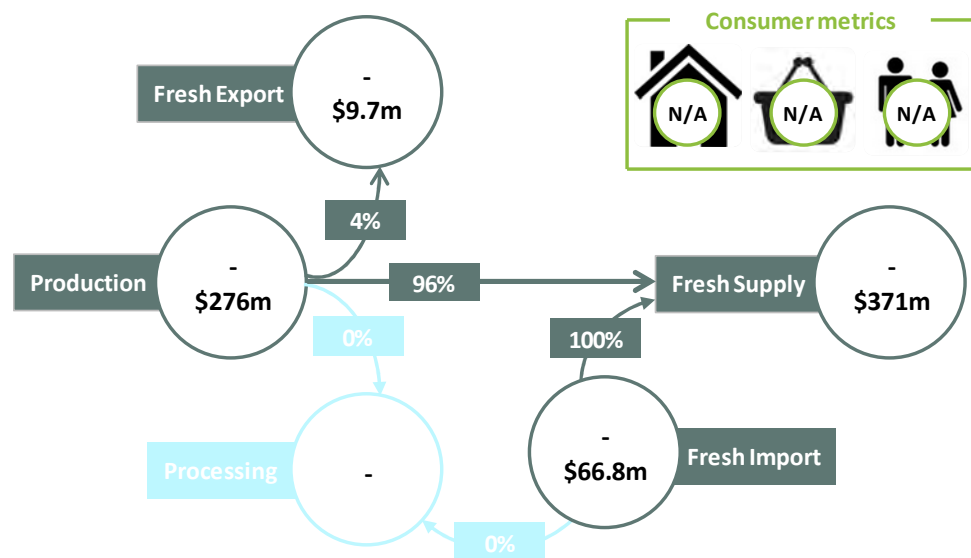 Consumer metrics
N/A
N/A
N/A
Fresh Export
-
$9.7m
4%
Production
-
$276m
96%
Fresh Supply
-
$371m
0%
100%
Processing
-
-
$66.8m
Fresh Import
0%